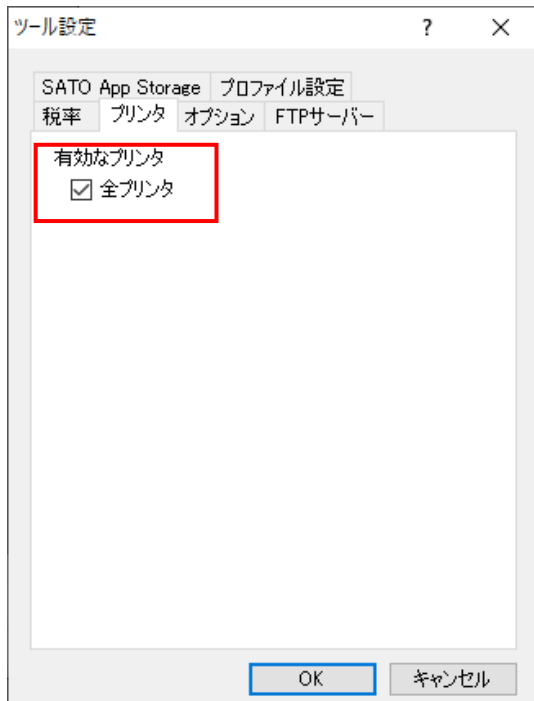 ツール設定 ? ×
SATO App Storage プロファイル設定
税率 プリンタ オプション FTPサーバー
有効なプリンタ
全プリンタ
OK キャンセル